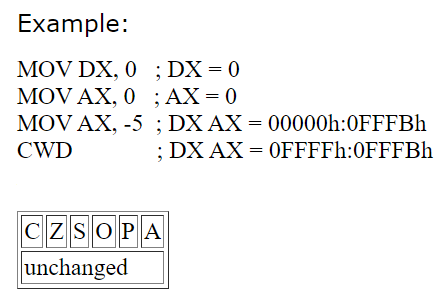 Example:
MOV DX, 0 ; DX = 0
MOV AX, 0 ; AX = 0
MOV AX, -5 ; DX AX = 00000h:0FFFBh
CWD ; DX AX = 0FFFFh:0FFFBh
C Z S O P A
unchanged